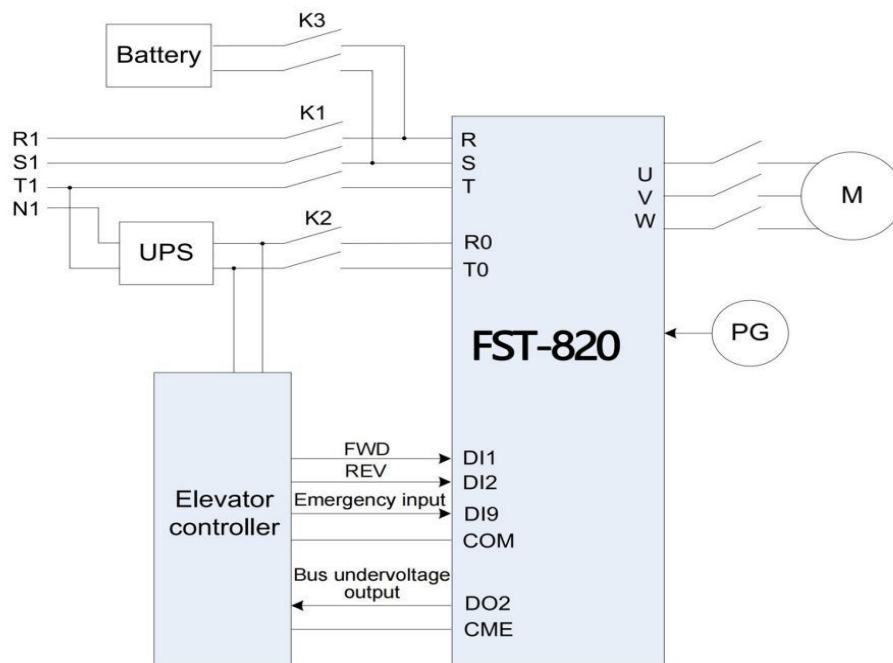 K3
Battery
K1
R1
S1
T1
N1
R
S
T
U
V
W
M
K2
UPS
R0
T0
FST-820
PG
Elevator
controller
FWD
REV
Emergency input
DI1
DI2
DI9
COM
Bus undervoltage
output
DO2
CME